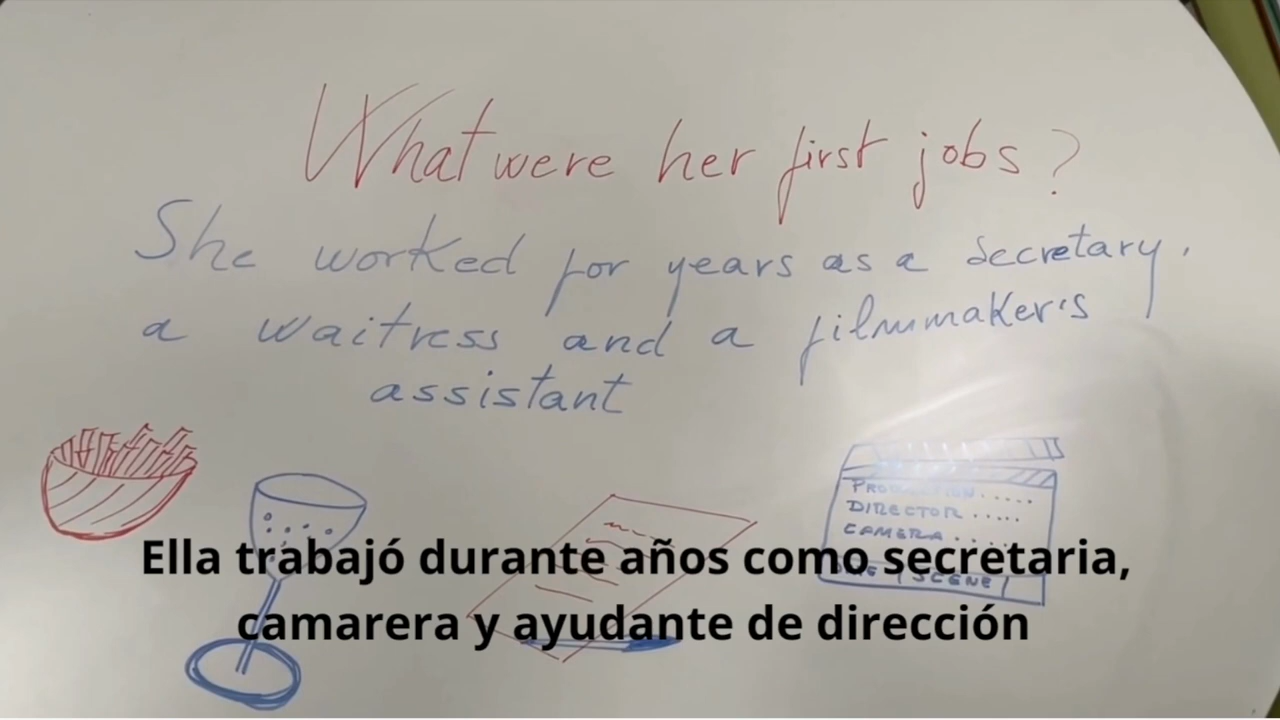 What were her first jobs?
She worked for years as a secretary,
a waitress and a filmmaker's
assistant
PRODUCTION.....
DIRECTOR.....
CAMERA....
SCENE
Ella trabajó durante años como secretaria,
camarera y ayudante de dirección